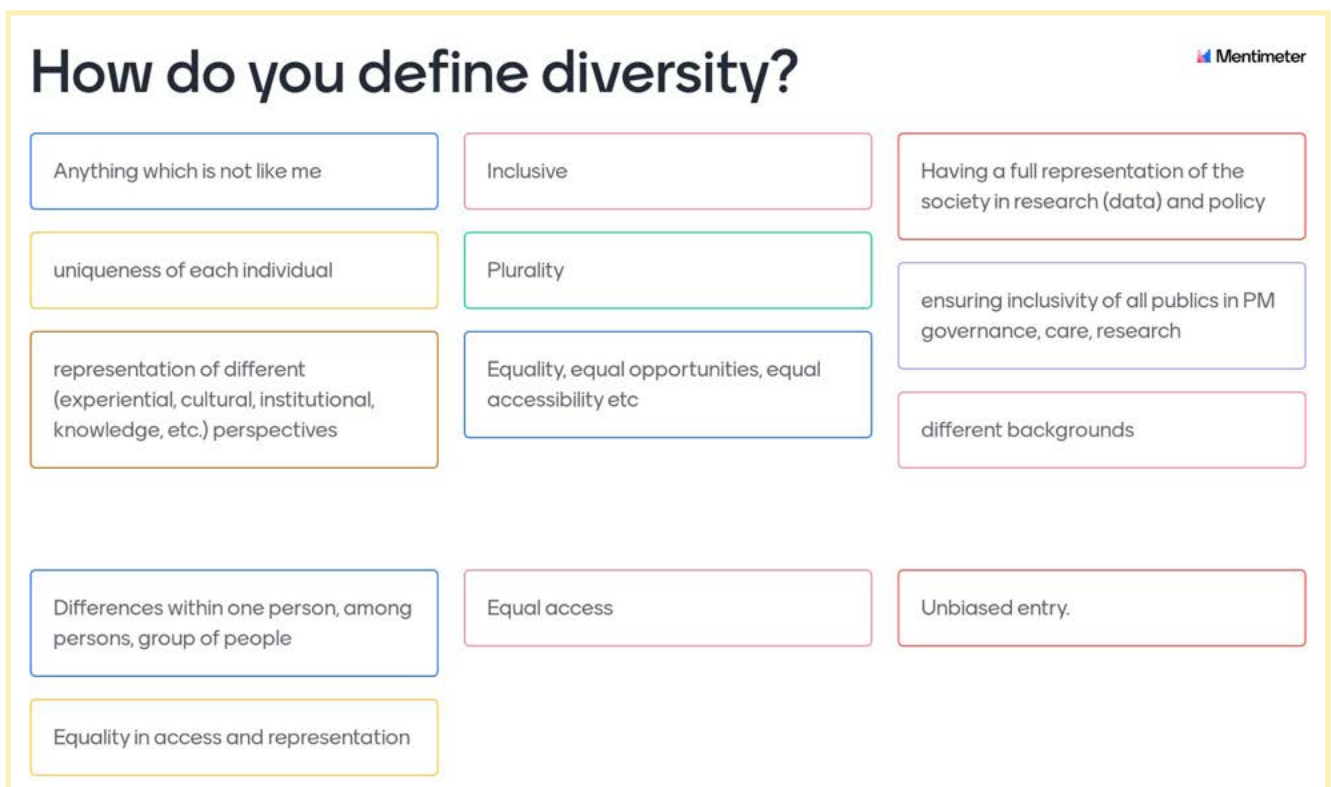 How do you define diversity?
Mentimeter
Anything which is not like me
Inclusive
Having a full representation of the
society in research (data) and policy
uniqueness of each individual
Plurality
ensuring inclusivity of all publics in PM
governance, care, research
representation of different
(experiential, cultural, institutional,
knowledge, etc.) perspectives
Equality, equal opportunities, equal
accessibility etc
different backgrounds
Differences within one person, among
persons, group of people
Equal access
Unbiased entry.
Equality in access and representation